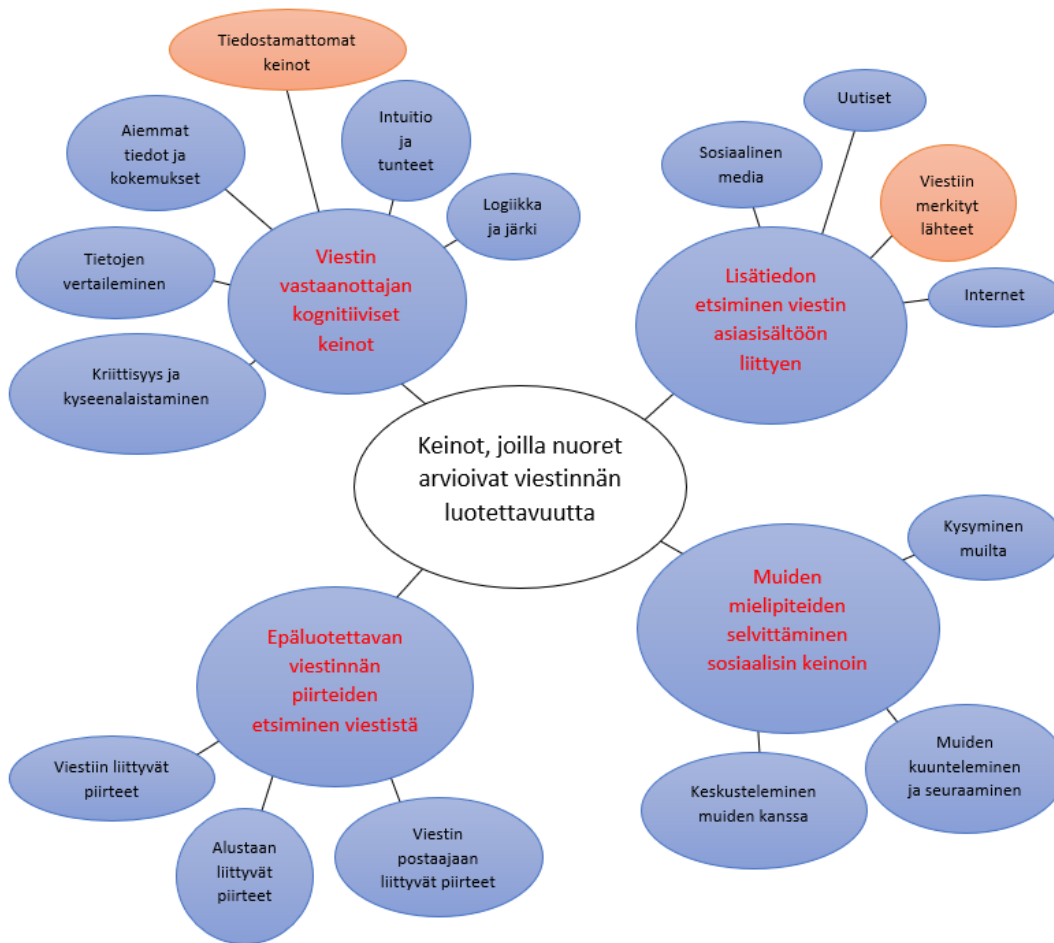 Tiedostamattomat
keinot
Aiemmat
tiedot ja
kokemukset
Intuitio
ja
tunteet
Logiikka
ja järki
Tietojen
vertaileminen
Kriittisyys ja
kyseenalaistaminen
Viestin
vastaanottajan
kognitiiviset
keinot
Uutiset
Sosiaalinen
media
Viestiin
merkityt
lähteet
Internet
Lisätiedon
etsiminen viestin
asiasisältöön
liittyen
Keinot, joilla nuoret
arvioivat viestinnän
luotettavuutta
Epäluotettavan
viestinnän
piirteiden
etsiminen viestistä
Viestiin liittyvät
piirteet
Alustaan
liittyvät
piirteet
Viestin
postaajaan
liittyvät piirteet
Muiden
mielipiteiden
selvittäminen
sosiaalisin keinoin
Kysyminen
muilta
Muiden
kuunteleminen
ja seuraaminen
Keskusteleminen
muiden kanssa